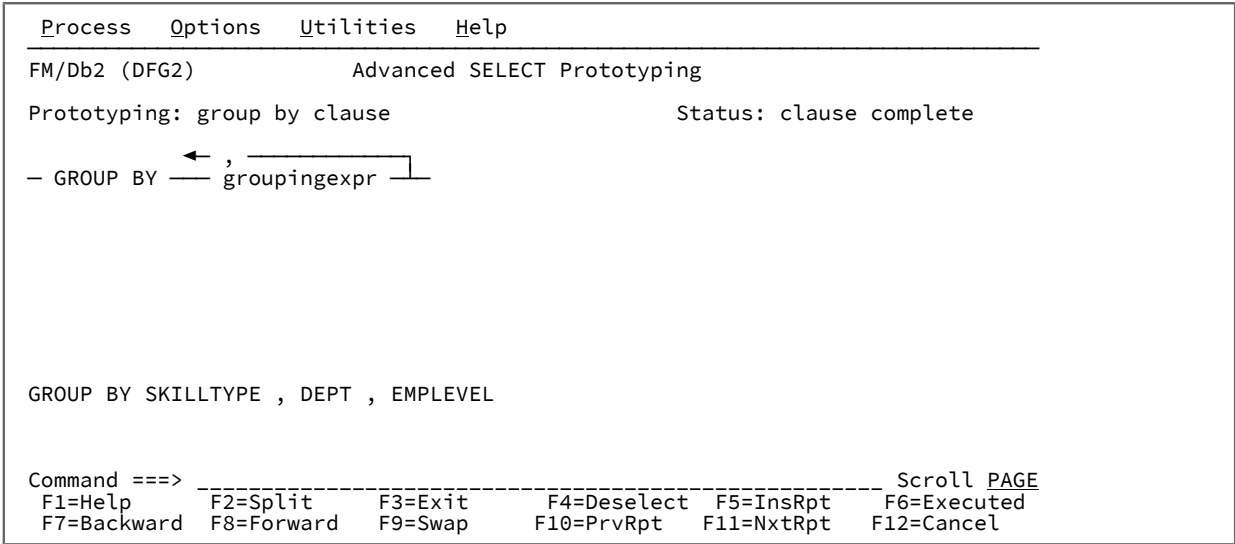 Process   Options   Utilities   Help
FM/Db2 (DFG2)            Advanced SELECT Prototyping
Prototyping: group by clause                      Status: clause complete
,
GROUP BY     groupingexpr
GROUP BY SKILLTYPE , DEPT , EMPLEVEL
Command ===> _____________________________________________________ Scroll PAGE
F1=Help      F2=Split     F3=Exit      F4=Deselect  F5=InsRpt    F6=Executed
F7=Backward  F8=Forward   F9=Swap     F10=PrvRpt   F11=NxtRpt   F12=Cancel